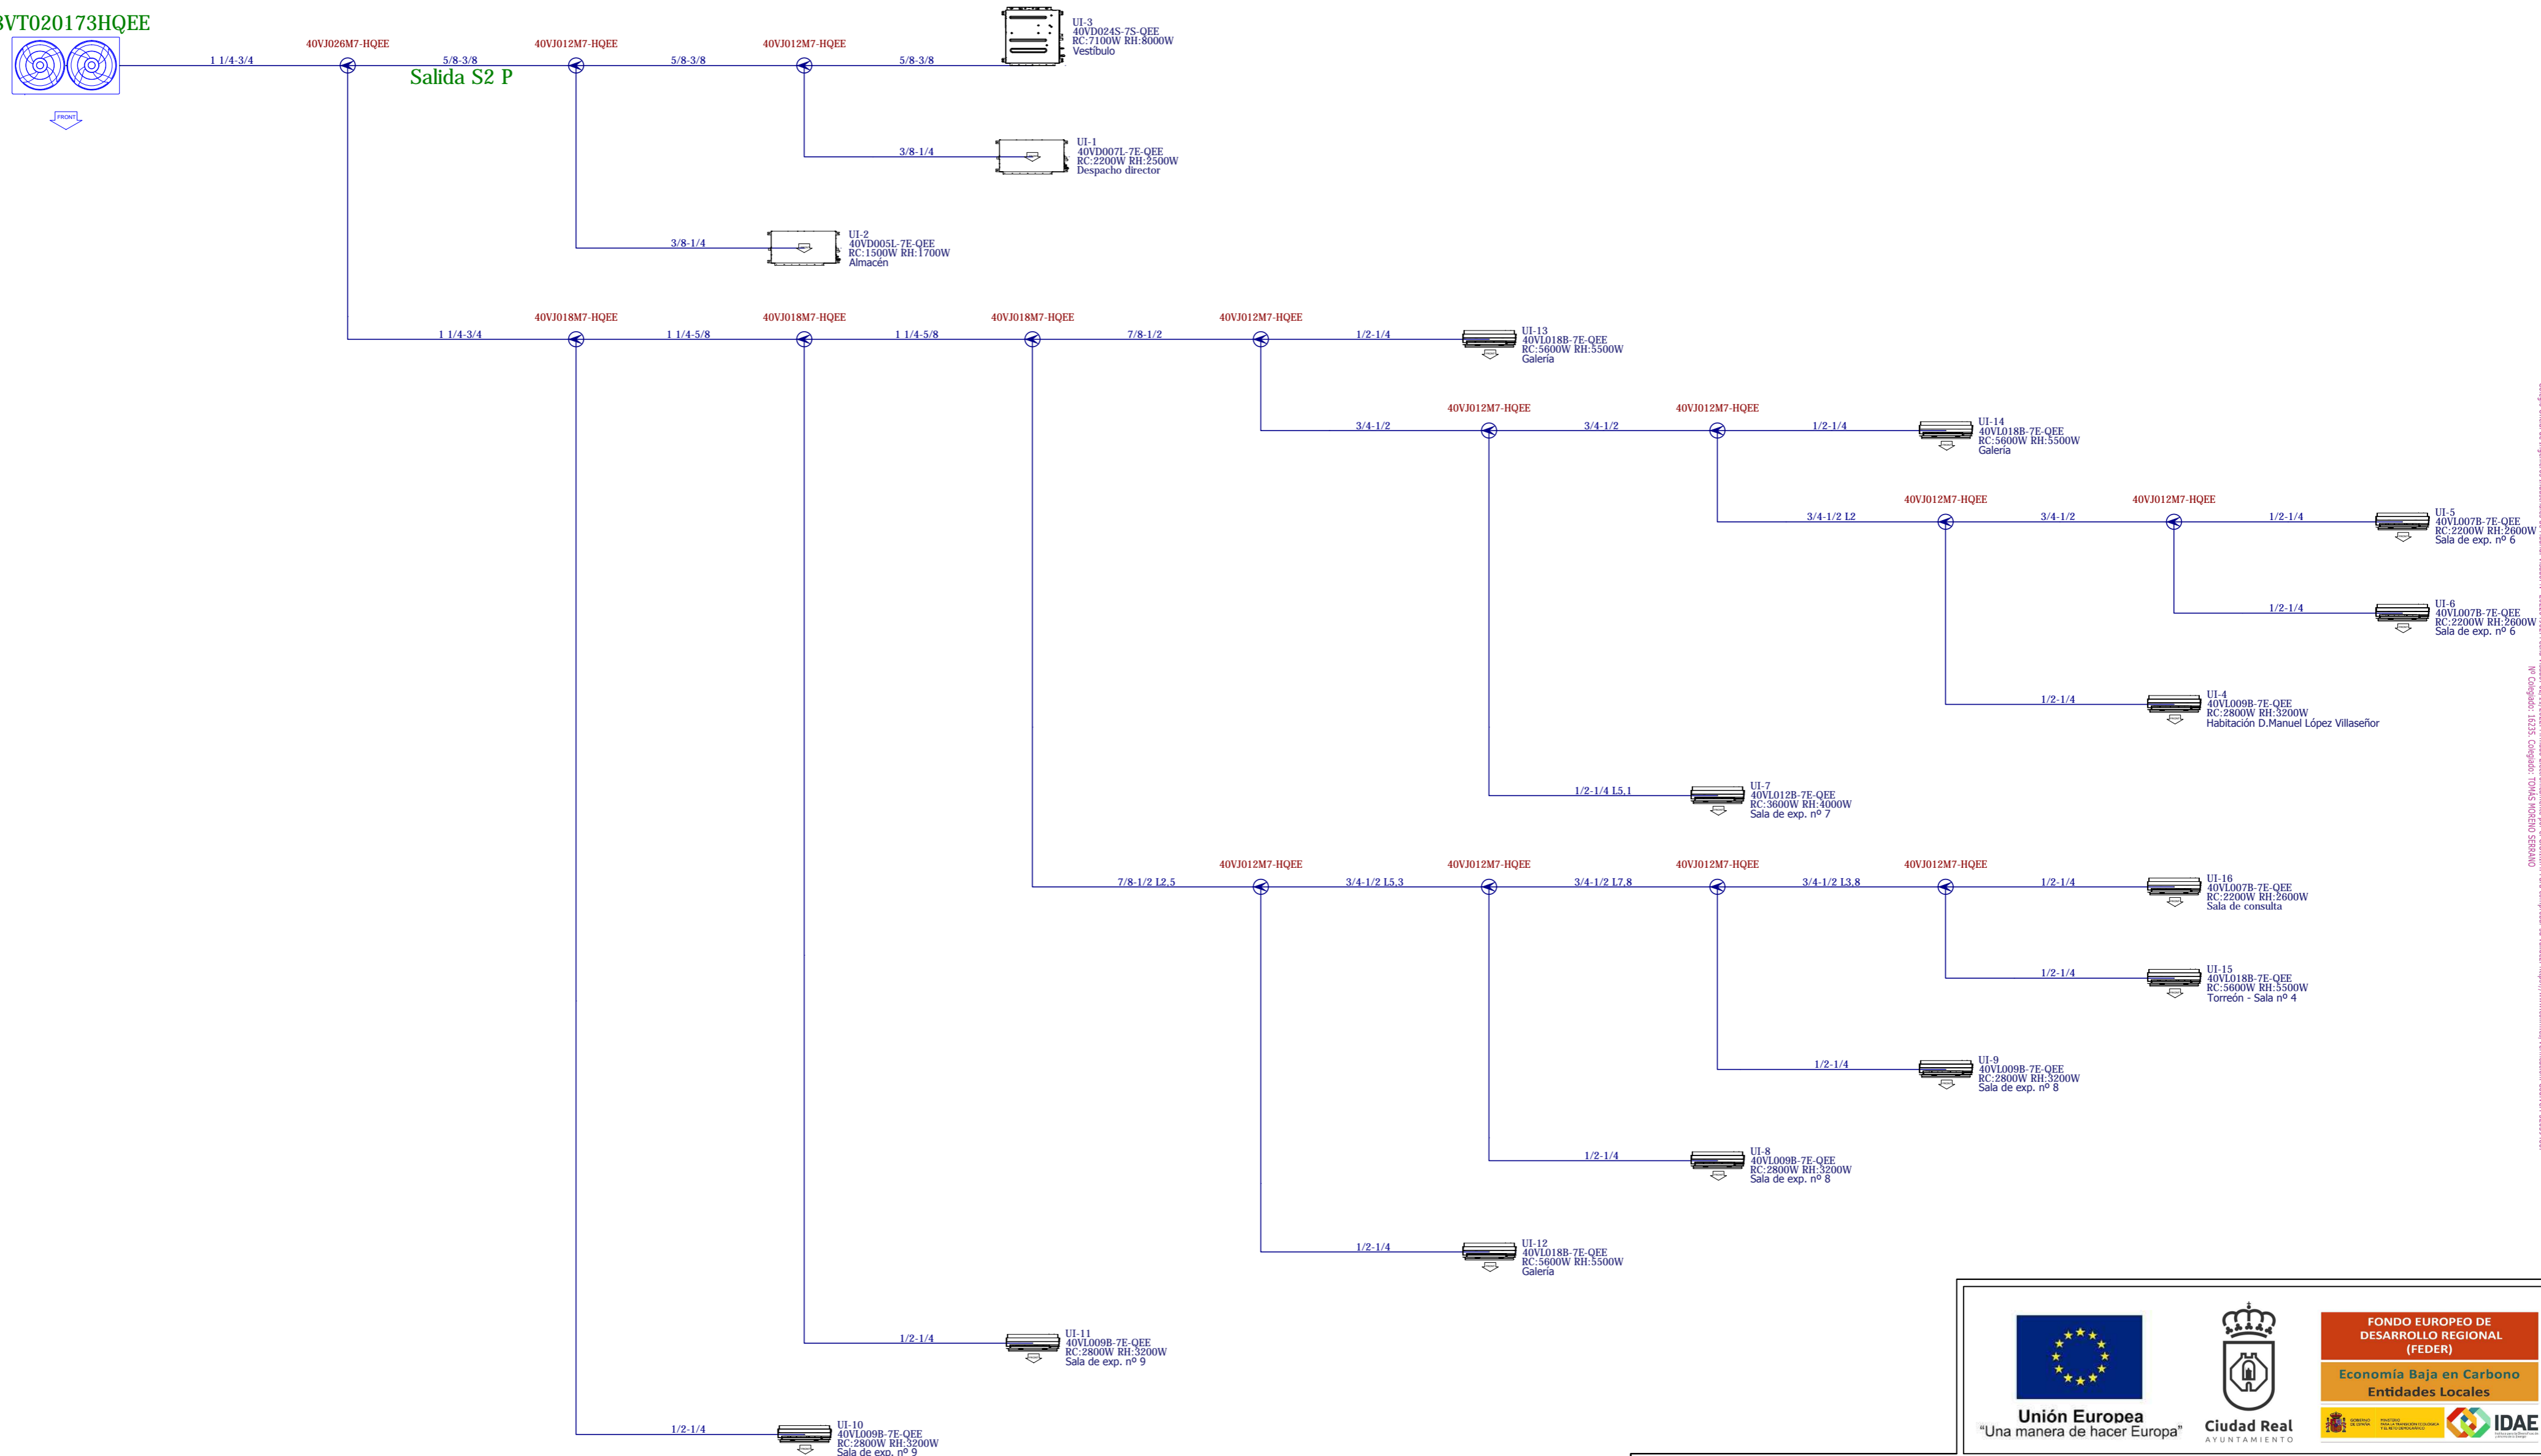 8VT020173HQEE
FRONT
1 1/4-3/4
40VJ026M7-HQEE
5/8-3/8
Salida S2 P
40VJ012M7-HQEE
5/8-3/8
40VJ012M7-HQEE
5/8-3/8
UI-3
40VD024S-7S-QEE
RC:7100W RH:8000W
Vestíbulo
3/8-1/4
UI-1
40VD007L-7E-QEE
RC:2200W RH:2500W
Despacho director
3/8-1/4
UI-2
40VD005L-7E-QEE
RC:1500W RH:1700W
Almacén
1 1/4-3/4
40VJ018M7-HQEE
1 1/4-5/8
40VJ018M7-HQEE
1 1/4-5/8
40VJ018M7-HQEE
7/8-1/2
40VJ012M7-HQEE
1/2-1/4
UI-13
40VL018B-7E-QEE
RC:5600W RH:5500W
Galería
3/4-1/2
40VJ012M7-HQEE
3/4-1/2
40VJ012M7-HQEE
1/2-1/4
UI-14
40VL018B-7E-QEE
RC:5600W RH:5500W
Galería
3/4-1/2 L2
40VJ012M7-HQEE
3/4-1/2
40VJ012M7-HQEE
1/2-1/4
UI-5
40VL007B-7E-QEE
RC:2200W RH:2600W
Sala de exp. nº 6
1/2-1/4
UI-6
40VL007B-7E-QEE
RC:2200W RH:2600W
Sala de exp. nº 6
1/2-1/4
UI-4
40VL009B-7E-QEE
RC:2800W RH:3200W
Habitación D.Manuel López Villaseñor
1/2-1/4 L5,1
UI-7
40VL012B-7E-QEE
RC:3600W RH:4000W
Sala de exp. nº 7
7/8-1/2 L2,5
40VJ012M7-HQEE
3/4-1/2 L5,3
40VJ012M7-HQEE
3/4-1/2 L7,8
40VJ012M7-HQEE
3/4-1/2 L3,8
40VJ012M7-HQEE
1/2-1/4
UI-16
40VL007B-7E-QEE
RC:2200W RH:2600W
Sala de consulta
1/2-1/4
UI-15
40VL018B-7E-QEE
RC:5600W RH:5500W
Torreón - Sala nº 4
1/2-1/4
UI-9
40VL009B-7E-QEE
RC:2800W RH:3200W
Sala de exp. nº 8
1/2-1/4
UI-8
40VL009B-7E-QEE
RC:2800W RH:3200W
Sala de exp. nº 8
1/2-1/4
UI-12
40VL018B-7E-QEE
RC:5600W RH:5500W
Galería
1/2-1/4
UI-11
40VL009B-7E-QEE
RC:2800W RH:3200W
Sala de exp. nº 9
1/2-1/4
UI-10
40VL009B-7E-QEE
RC:2800W RH:3200W
Sala de exp. nº 9
Nº Colegiado: 16235. Colegiado: TOMÁS MORENO SERRANO
Unión Europea
“Una manera de hacer Europa”
Ciudad Real
AYUNTAMIENTO
FONDO EUROPEO DE
DESARROLLO REGIONAL
(FEDER)
Economía Baja en Carbono
Entidades Locales
IDAE